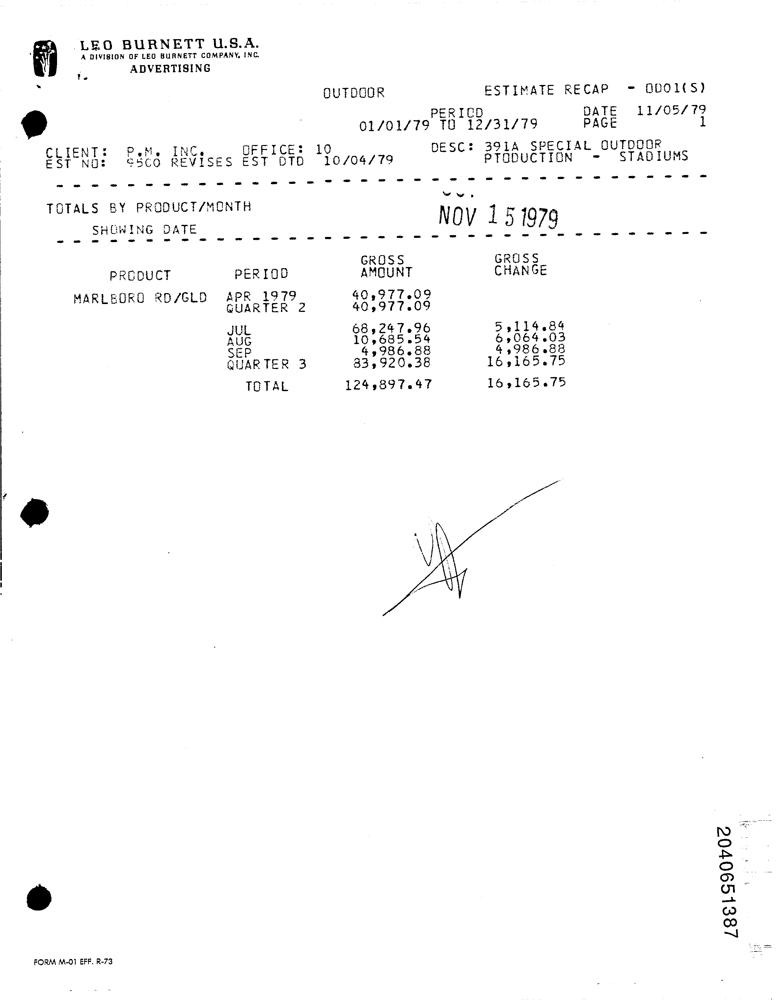 LEO BURNETT U.S.A.
A DIVISION OF LEO BURNETT COMPANY, INC.
ADVERTISING
OUTDOOR ESTIMATE RECAP - 0001(S)
PERIOD DATE 11/05/79
01/01/79 TO 12/31/79 PAGE 1
CLIENT: P.M. INC. OFFICE: 10 DESC: 391A SPECIAL OUTDOOR
EST NO: REVISES EST DTD 10/04/79 PTODUCTION - STADIUMS
TOTALS BY PRODUCT/MONTH
NOV 15 1979
SHOWING DATE
GROSS GROSS
PRODUCT PERIOD AMOUNT CHANGE
MARLBORO RD/GLD APR 1979 40,977.09
QUARTER 2 40,977.09
JUL 68,247.96 5,114.84
AUG 10,685.54 6,064.03
SEP 4,986.88 4,986.88
QUARTER 3 83,920.38 16,165.75
TOTAL 124,897.47 16,165.75
2040651387
FORM M-01 EFF. R-73